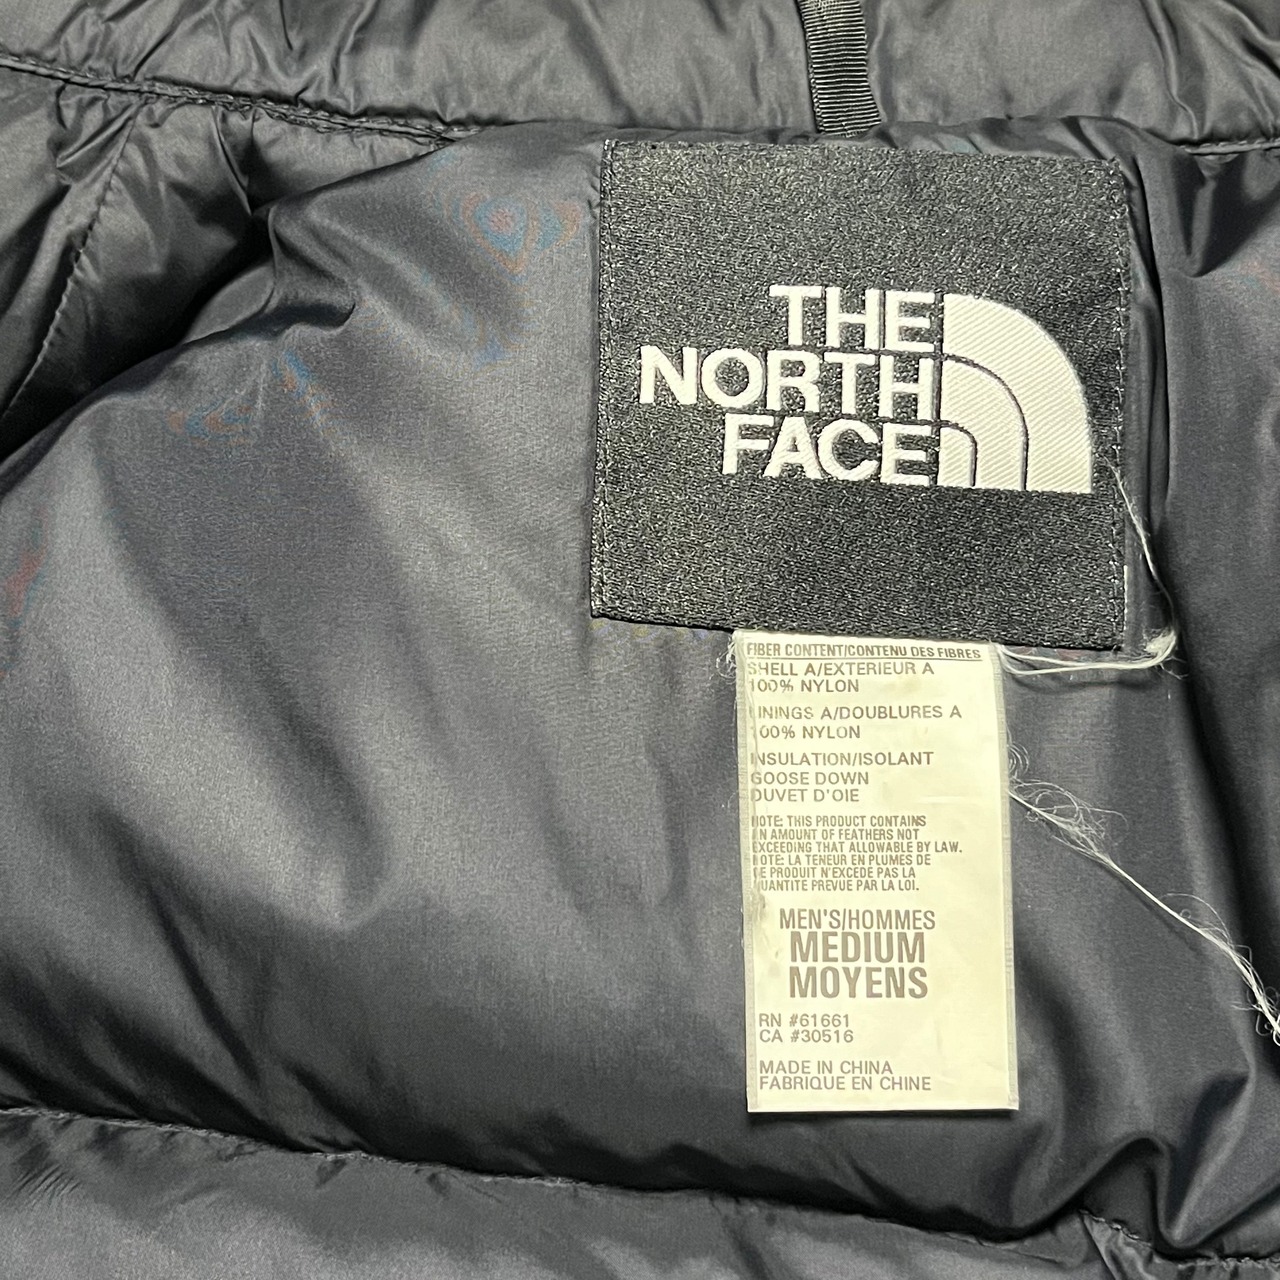 THE
NORTH
FACE
FIBER CONTENT/CONTENU DES FIBRES
SHELL A/EXTERIEUR A
100% NYLON
LININGS A/DOUBLURES A
100% NYLON
INSULATION/ISOLANT
GOOSE DOWN
DUVET D'OIE
NOTE: THIS PRODUCT CONTAINS
AN AMOUNT OF FEATHERS NOT
EXCEEDING THAT ALLOWABLE BY LAW.
NOTE: LA TENEUR EN PLUMES DE
CE PRODUIT N'EXCEDE PAS LA
QUANTITE PREVUE PAR LA LOI.
MEN'S/HOMMES
MEDIUM
MOYENS
RN #61661
CA #30516
MADE IN CHINA
FABRIQUE EN CHINE